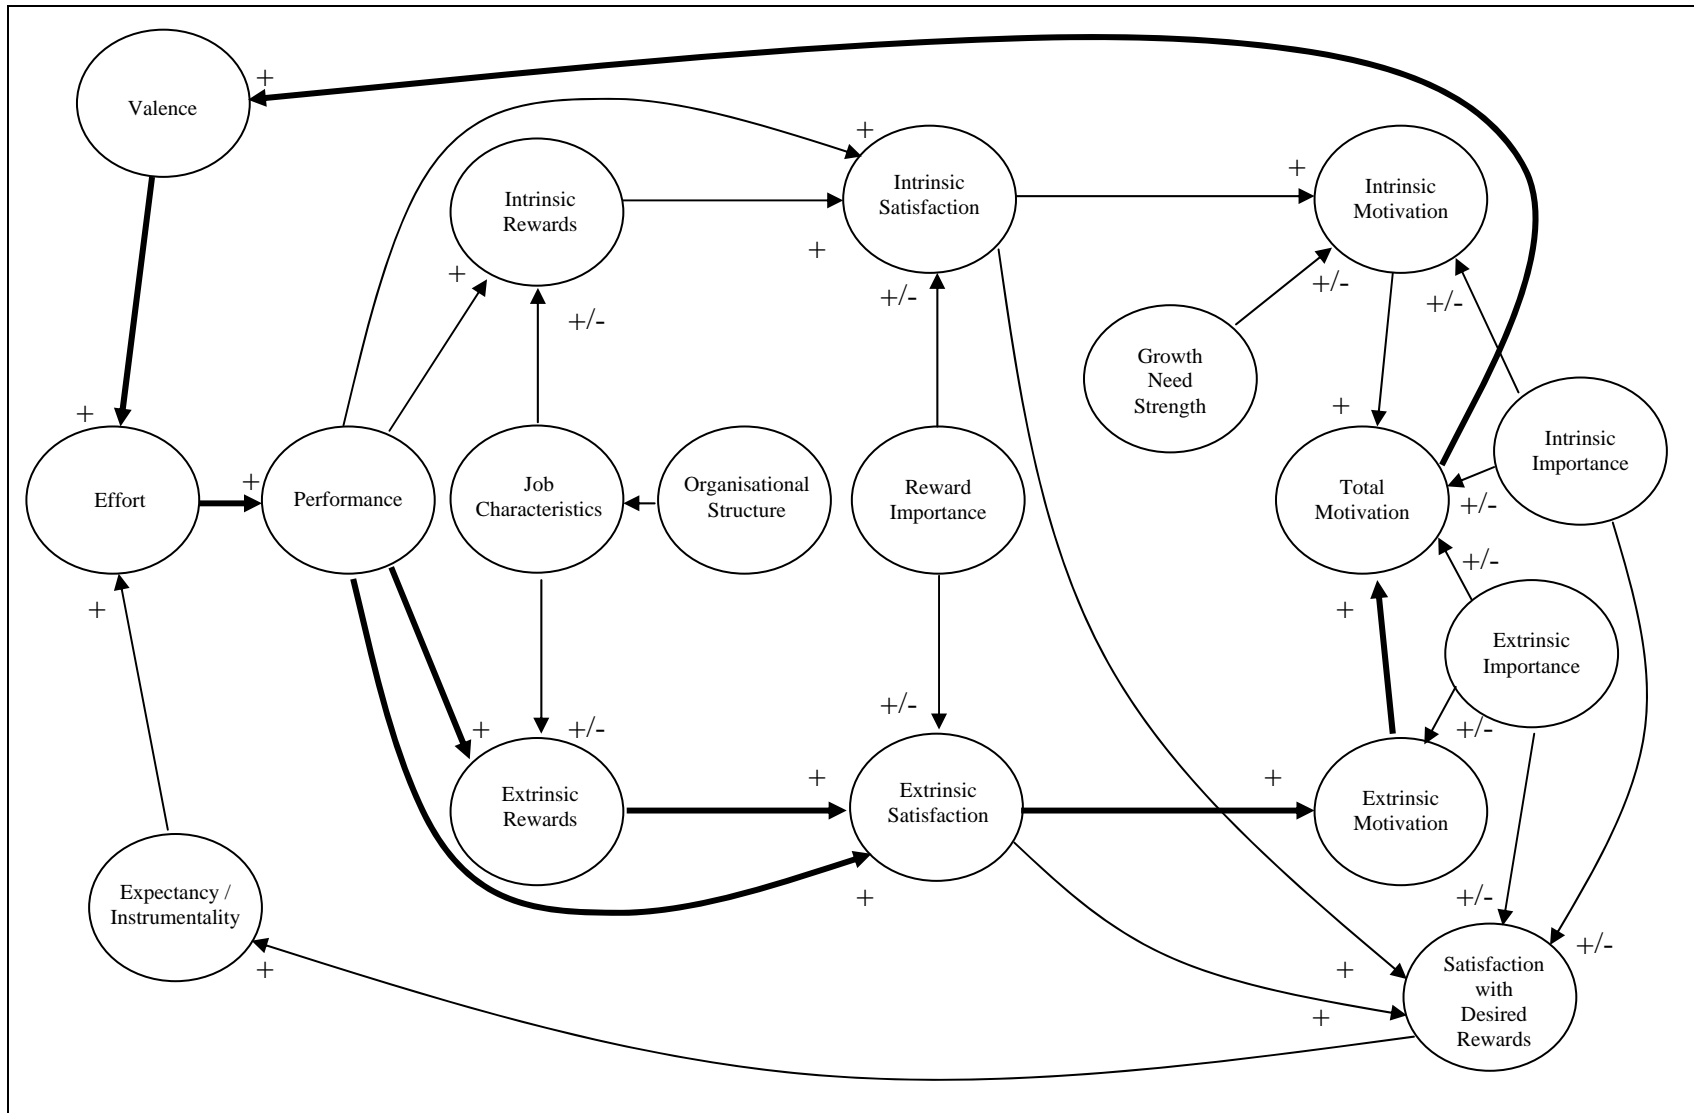 +
Valence
+
+
Intrinsic
Rewards
Intrinsic
Satisfaction
Intrinsic
Motivation
+
+
+/-
+/-
+/-
+/-
Growth
Need
Strength
+
+
Effort
+
Performance
Job
Characteristics
Organisational
Structure
Reward
Importance
Total
Motivation
Intrinsic
Importance
+/-
+/-
+
+
Extrinsic
Importance
+
+/-
+/-
+/-
+
+
Extrinsic
Rewards
Extrinsic
Satisfaction
Extrinsic
Motivation
Expectancy /
Instrumentality
+
+/-
+/-
+
+
+
Satisfaction
with
Desired
Rewards